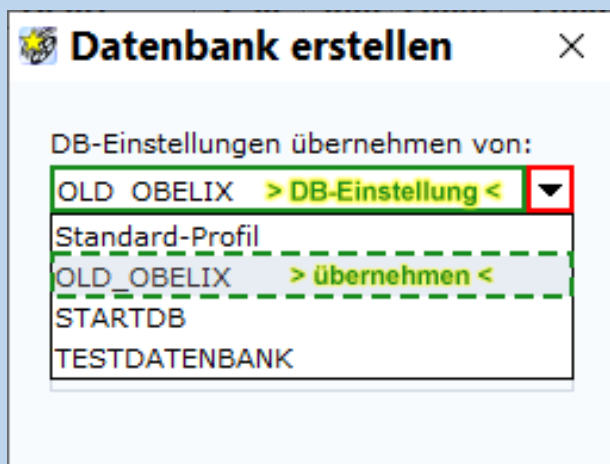 Datenbank erstellen
DB-Einstellungen übernehmen von:
OLD_OBELIX > DB-Einstellung <
Standard-Profil
OLD_OBELIX > übernehmen <
STARTDB
TESTDATENBANK